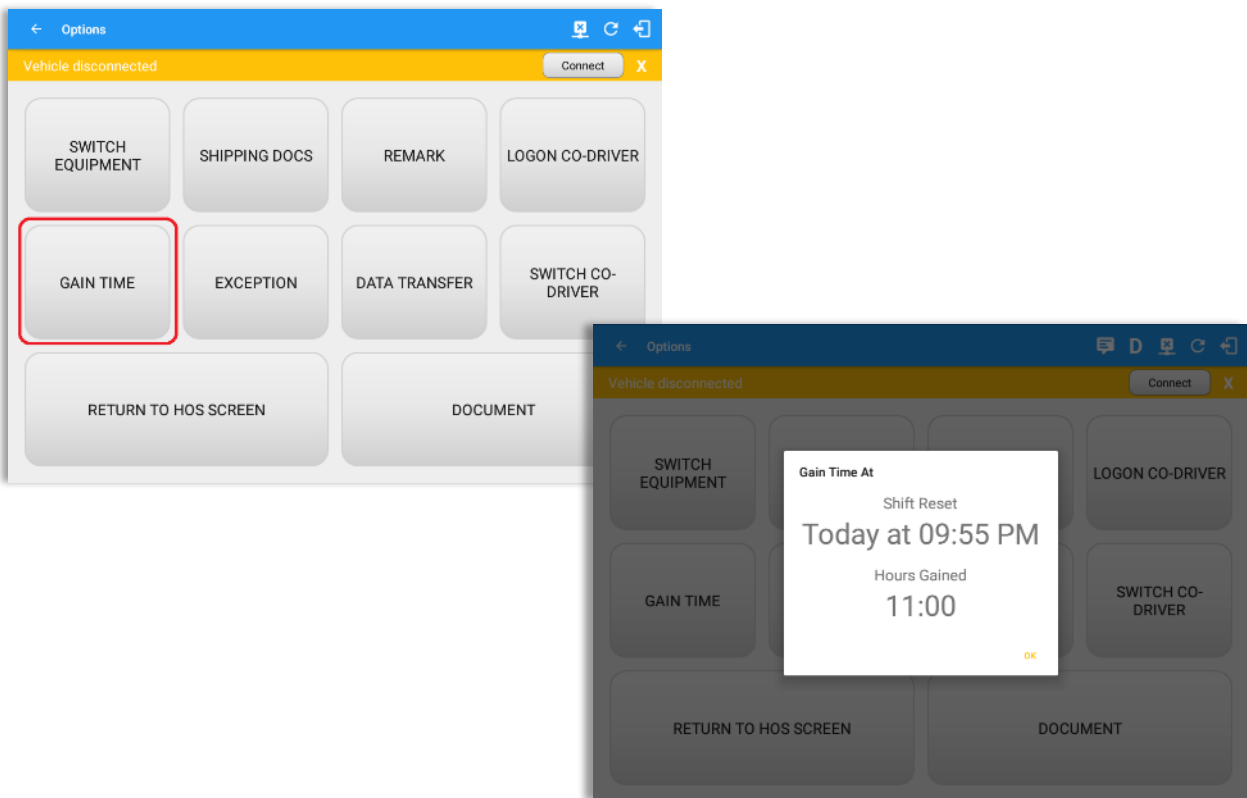 Options
Vehicle disconnected
Connect
X
SWITCH
EQUIPMENT
SHIPPING DOCS
REMARK
LOGON CO-DRIVER
GAIN TIME
EXCEPTION
DATA TRANSFER
SWITCH CO-
DRIVER
RETURN TO HOS SCREEN
DOCUMENT
Options
D
Vehicle disconnected
Connect
X
SWITCH
EQUIPMENT
LOGON CO-DRIVER
Gain Time At
Shift Reset
Today at 09:55 PM
Hours Gained
11:00
OK
GAIN TIME
SWITCH CO-
DRIVER
RETURN TO HOS SCREEN
DOCUMENT